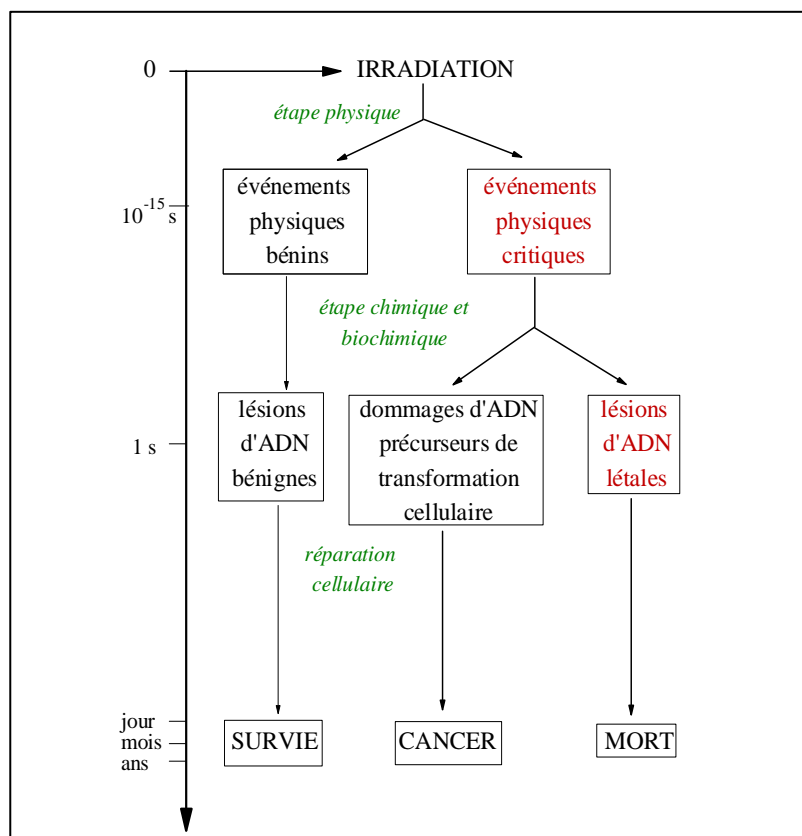 0
IRRADIATION
étape physique
10^-15 s
événements
physiques
bénins
événements
physiques
critiques
étape chimique et
biochimique
1 s
lésions
d'ADN
bénignes
dommages d'ADN
précurseurs de
transformation
cellulaire
lésions
d'ADN
létales
réparation
cellulaire
jour
mois
ans
SURVIE
CANCER
MORT